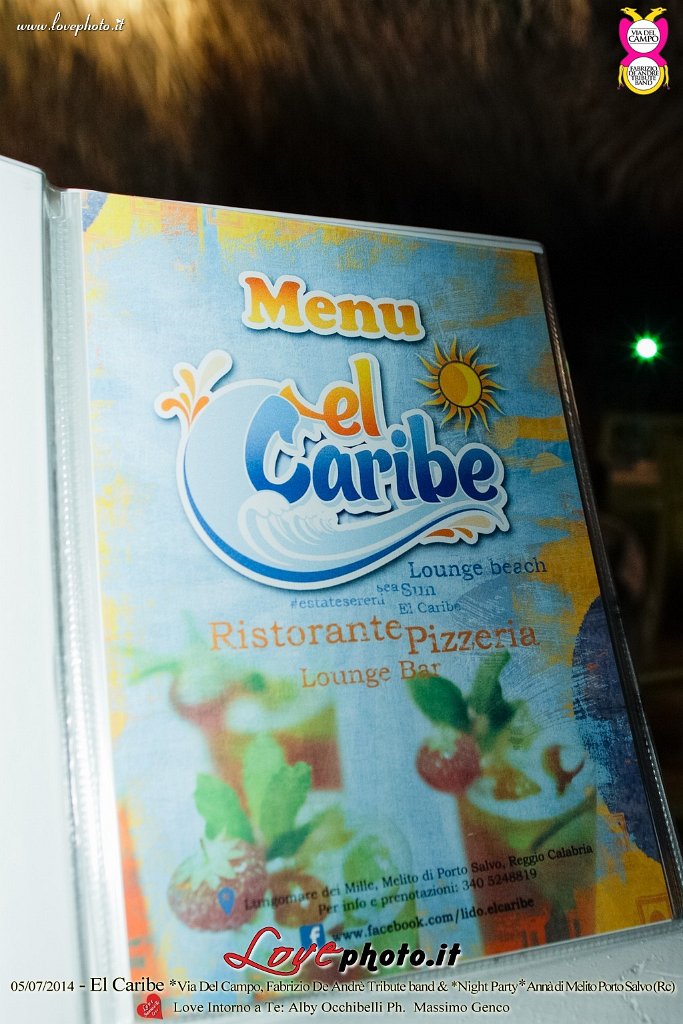 www.lovephoto.it
VIA DEL
CAMPO
FABRIZIO
DE ANDRÈ
TRIBUTE
BAND
Menu
el
Caribe
Lounge beach
sea
Sun
#estateserena
El Caribe
Ristorante Pizzeria
Lounge Bar
Lungomare dei Mille, Melito di Porto Salvo, Reggio Calabria
Per info e prenotazioni: 340 5248819
www.facebook.com/lido.elcaribe
Lovephoto.it
05/07/2014 - El Caribe *Via Del Campo, Fabrizio De Andrè Tribute band & *Night Party* Annà di Melito Porto Salvo (Rc)
Love Intorno a Te: Alby Occhibelli Ph. Massimo Genco